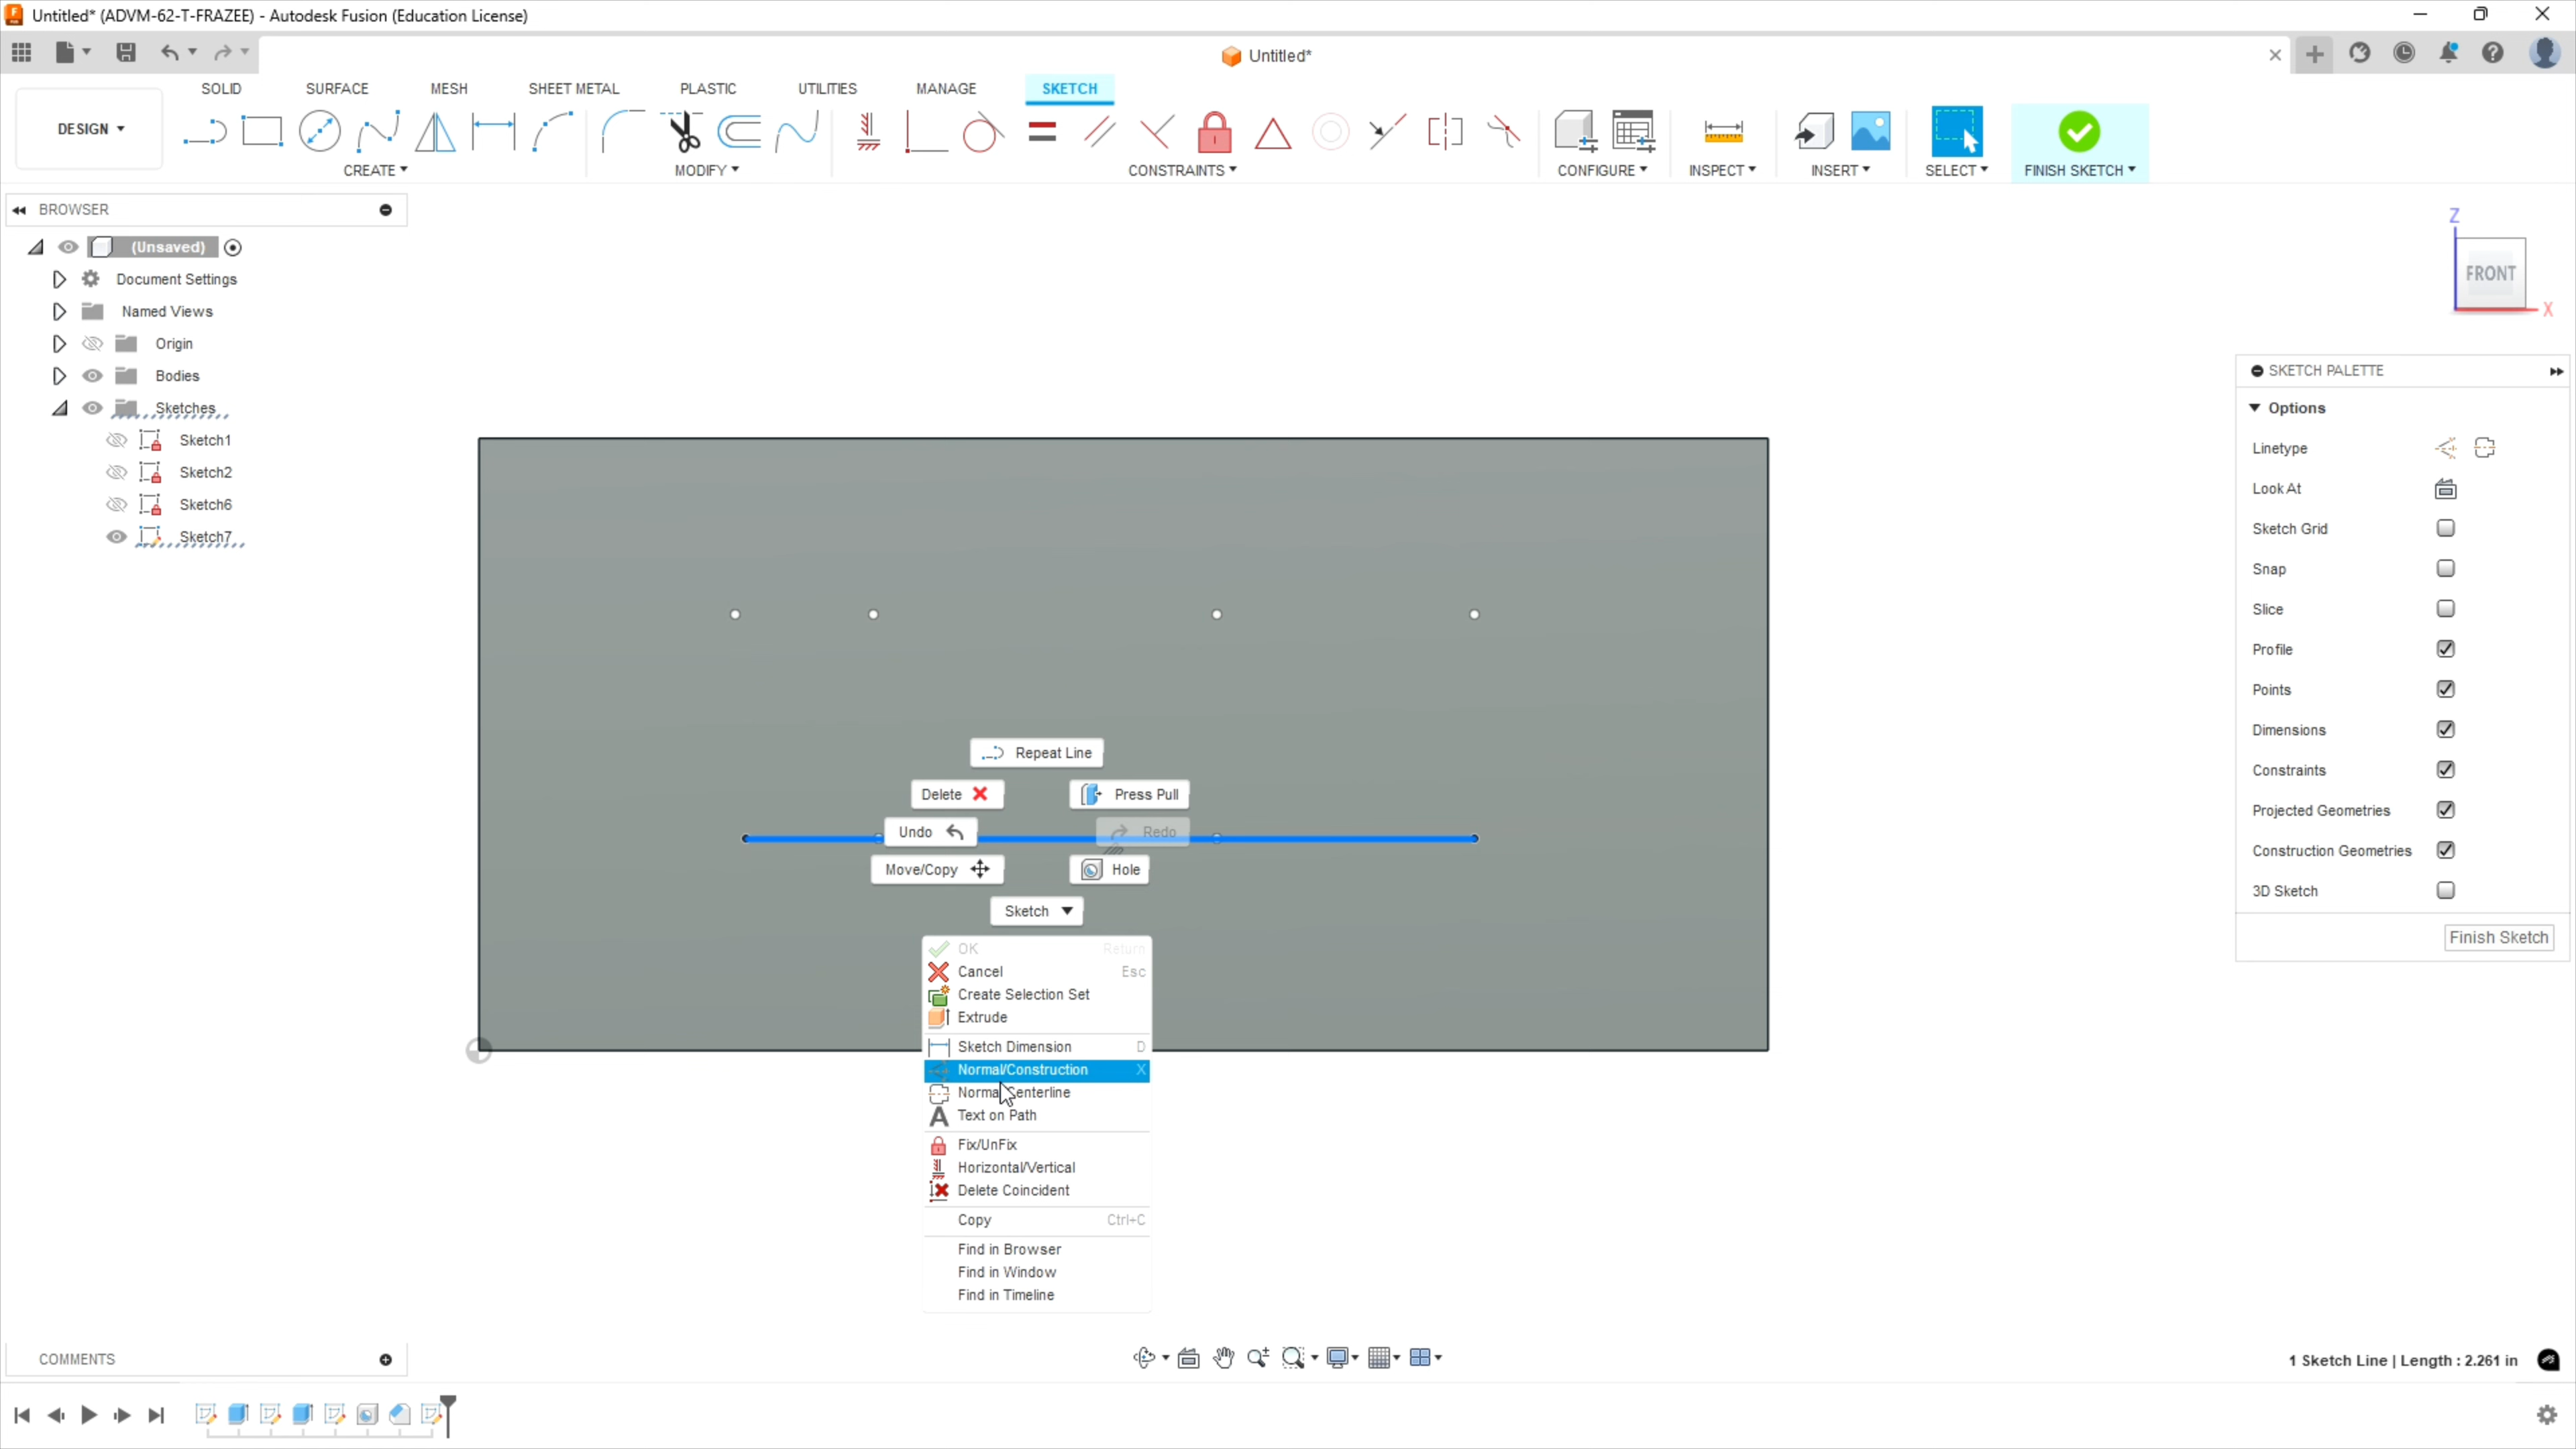 Untitled* (ADVM-62-T-FRAZEE) - Autodesk Fusion (Education License)
Untitled*
SOLID SURFACE MESH SHEET METAL PLASTIC UTILITIES MANAGE SKETCH
DESIGN
CREATE MODIFY CONSTRAINTS CONFIGURE INSPECT INSERT SELECT FINISH SKETCH
BROWSER
(Unsaved)
Document Settings
Named Views
Origin
Bodies
Sketches
Sketch1
Sketch2
Sketch6
Sketch7
Z
FRONT
X
SKETCH PALETTE
Options
Linetype
Look At
Sketch Grid
Snap
Slice
Profile
Points
Dimensions
Constraints
Projected Geometries
Construction Geometries
3D Sketch
Finish Sketch
Repeat Line
Delete
Press Pull
Undo
Redo
Move/Copy
Hole
Sketch
OK Return
Cancel Esc
Create Selection Set
Extrude
Sketch Dimension D
Normal/Construction X
Normal/Centerline
Text on Path
Fix/UnFix
Horizontal/Vertical
Delete Coincident
Copy Ctrl+C
Find in Browser
Find in Window
Find in Timeline
COMMENTS
1 Sketch Line | Length : 2.261 in